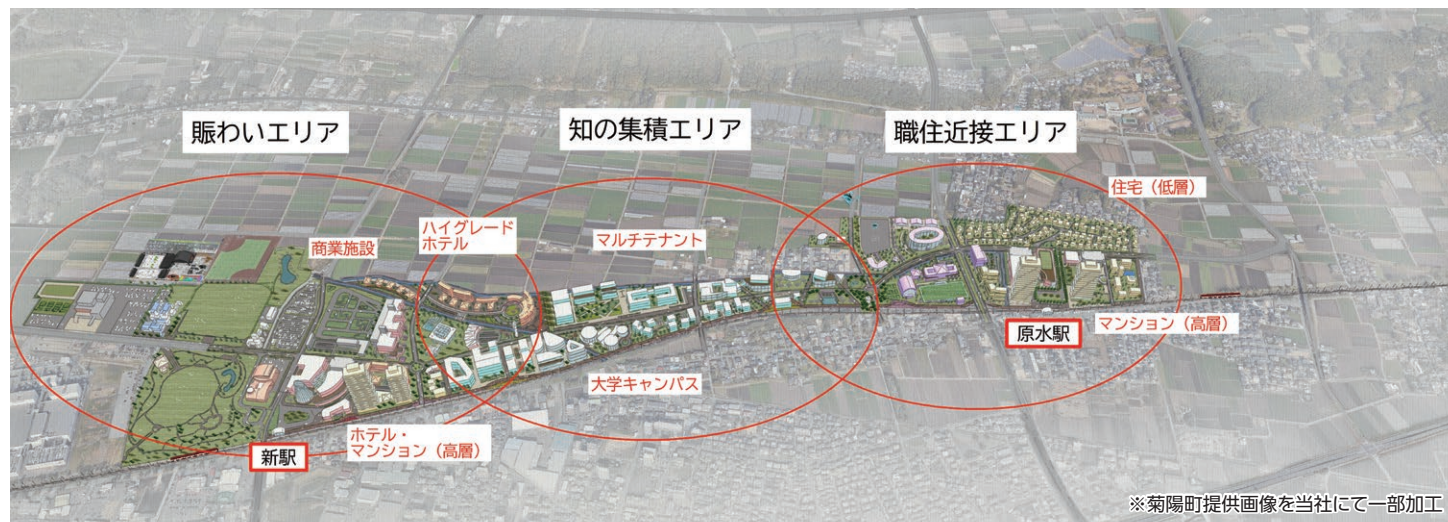 賑わいエリア
知の集積エリア
職住近接エリア
住宅（低層）
ハイグレード
ホテル
商業施設
マルチテナント
マンション（高層）
原水駅
大学キャンパス
ホテル・
マンション（高層）
新駅
※菊陽町提供画像を当社にて一部加工